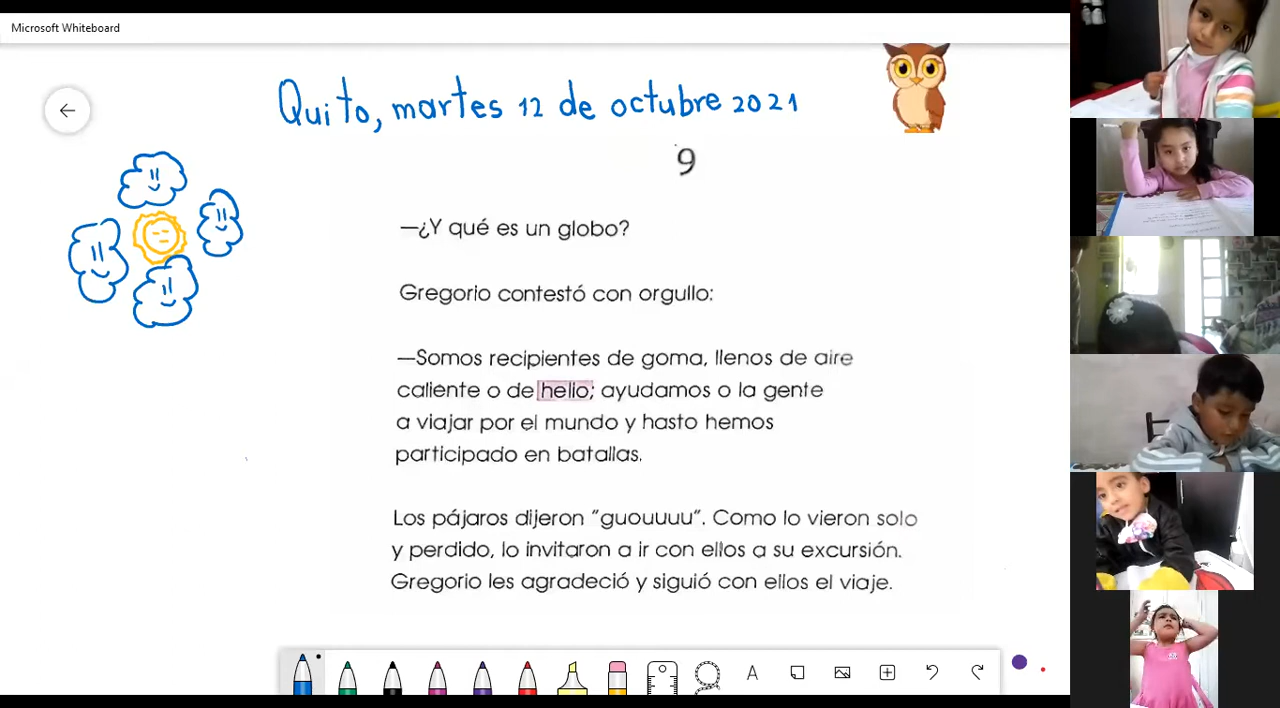 Microsoft Whiteboard
Quito, martes 12 de octubre 2021
9
—¿Y qué es un globo?
Gregorio contestó con orgullo:
—Somos recipientes de goma, llenos de aire
caliente o de helio; ayudamos o la gente
a viajar por el mundo y hasto hemos
participado en batallas.
Los pájaros dijeron "guouuuu". Como lo vieron solo
y perdido, lo invitaron a ir con ellos a su excursión.
Gregorio les agradeció y siguió con ellos el viaje.
A